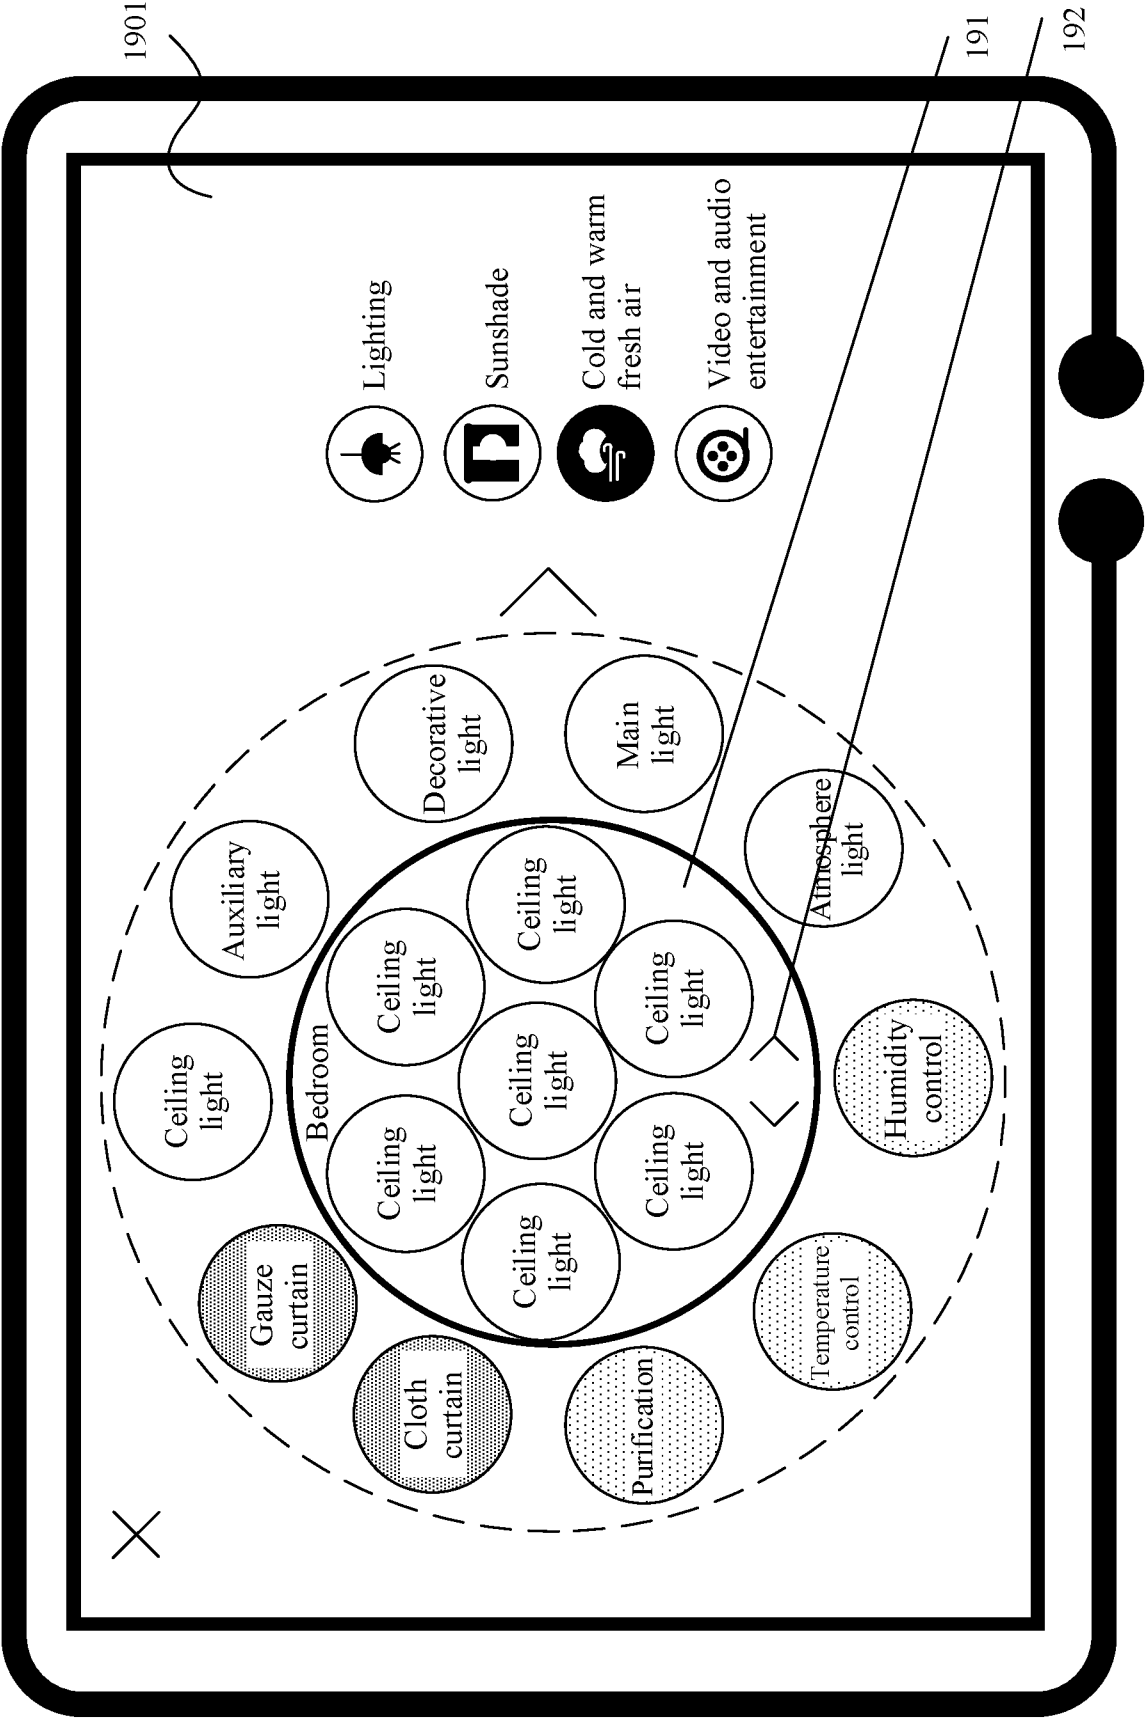 1901
Bedroom
Ceiling
light
Ceiling
light
Ceiling
light
Ceiling
light
Ceiling
light
Ceiling
light
Ceiling
light
Ceiling
light
Auxiliary
light
Decorative
light
Main
light
Atmosphere
light
Humidity
control
Temperature
control
Purification
Cloth
curtain
Gauze
curtain
Lighting
Sunshade
Cold and warm
fresh air
Video and audio
entertainment
191
192